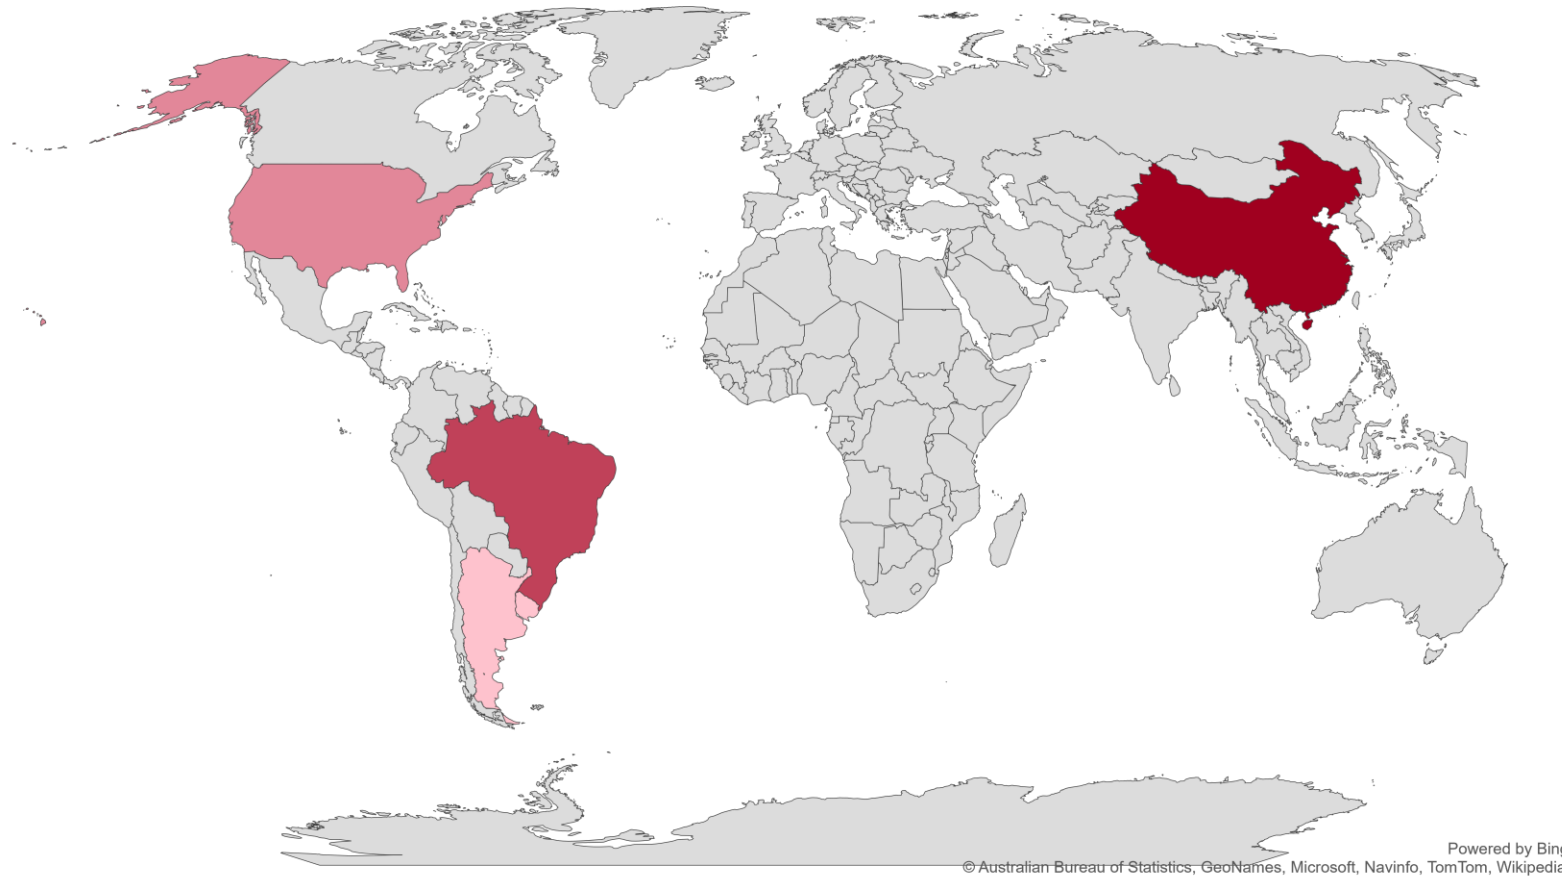 Powered by Bing
© Australian Bureau of Statistics, GeoNames, Microsoft, Navinfo, TomTom, Wikipedia